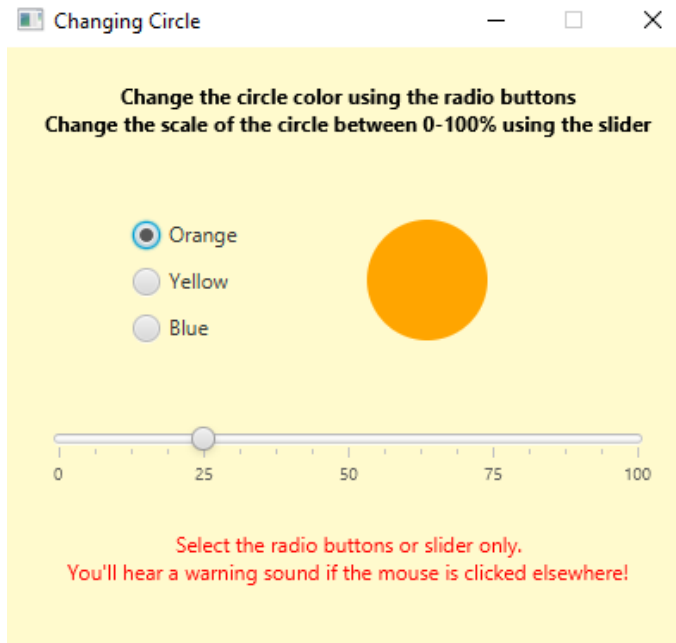 Changing Circle
Change the circle color using the radio buttons
Change the scale of the circle between 0-100% using the slider
Orange
Yellow
Blue
0 25 50 75 100
Select the radio buttons or slider only.
You'll hear a warning sound if the mouse is clicked elsewhere!